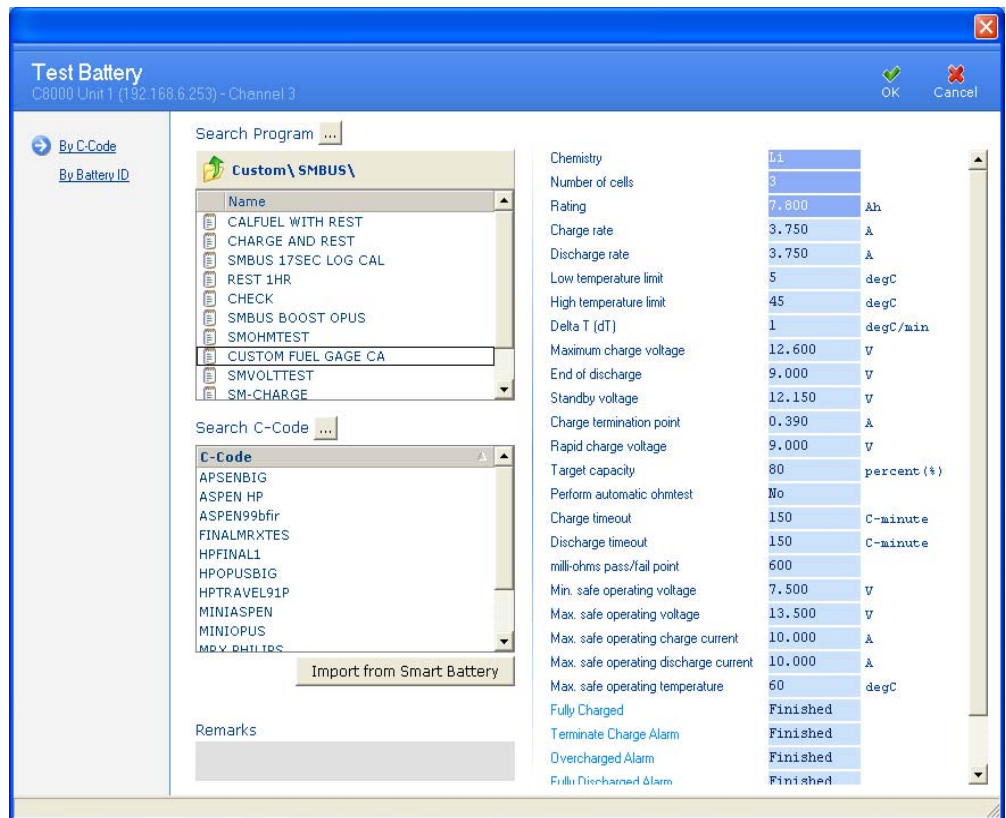 Test Battery
C8000 Unit 1 (192.168.6.253) - Channel 3
OK Cancel
By C-Code
By Battery ID
Search Program ...
Custom\ SMBUS\
Name
CALFUEL WITH REST
CHARGE AND REST
SMBUS 17SEC LOG CAL
REST 1HR
CHECK
SMBUS BOOST OPUS
SMOHMTEST
CUSTOM FUEL GAGE CA
SMVOLTTEST
SM-CHARGE
Search C-Code ...
C-Code
APSENBIG
ASPEN HP
ASPEN99bfir
FINALMRXTES
HPFINAL1
HPOPUSBIG
HPTRAVEL91P
MINIASPEN
MINIOPUS
MRX PHILIPS
Import from Smart Battery
Remarks
Chemistry Li
Number of cells 3
Rating 7.800 Ah
Charge rate 3.750 A
Discharge rate 3.750 A
Low temperature limit 5 degC
High temperature limit 45 degC
Delta T (dT) 1 degC/min
Maximum charge voltage 12.600 V
End of discharge 9.000 V
Standby voltage 12.150 V
Charge termination point 0.390 A
Rapid charge voltage 9.000 V
Target capacity 80 percent(%)
Perform automatic ohmtest No
Charge timeout 150 C-minute
Discharge timeout 150 C-minute
milli-ohms pass/fail point 600
Min. safe operating voltage 7.500 V
Max. safe operating voltage 13.500 V
Max. safe operating charge current 10.000 A
Max. safe operating discharge current 10.000 A
Max. safe operating temperature 60 degC
Fully Charged Finished
Terminate Charge Alarm Finished
Overcharged Alarm Finished
Fully Discharged Alarm Finished